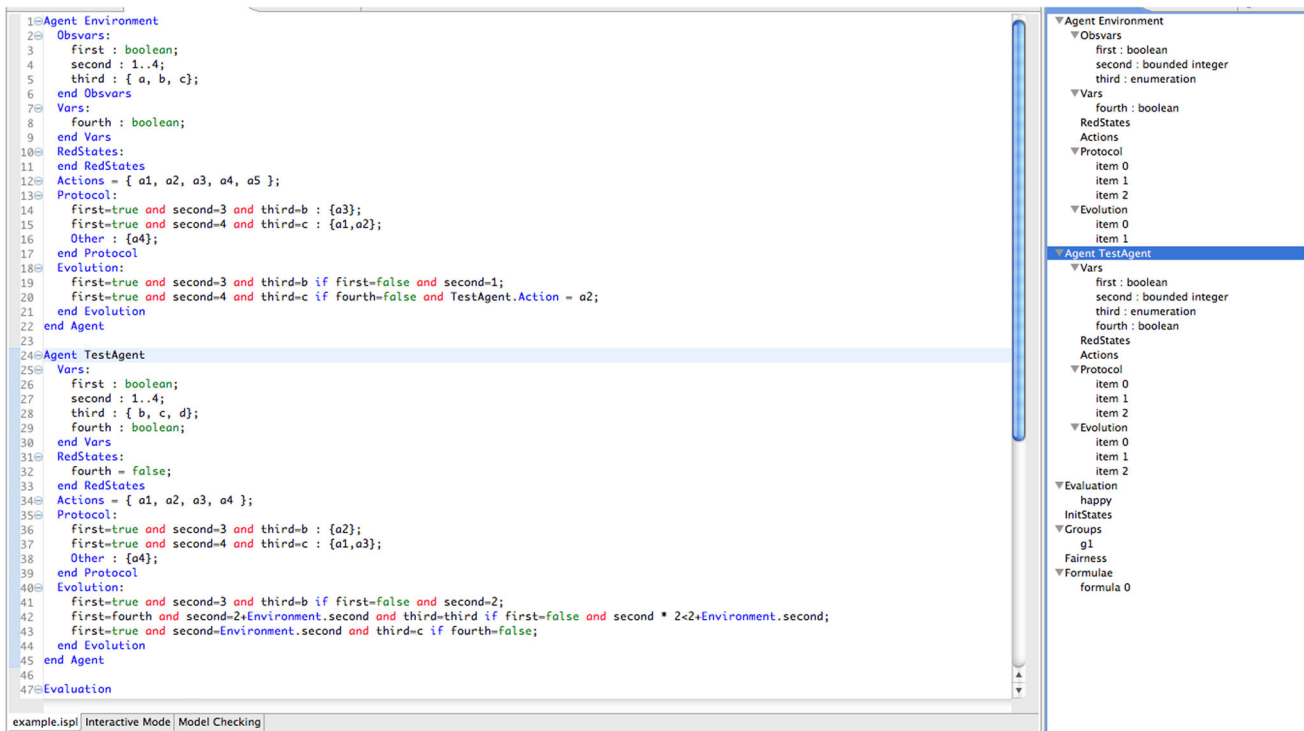 1 Agent Environment
2 Obsvars:
3 first : boolean;
4 second : 1..4;
5 third : { a, b, c};
6 end Obsvars
7 Vars:
8 fourth : boolean;
9 end Vars
10 RedStates:
11 end RedStates
12 Actions = { a1, a2, a3, a4, a5 };
13 Protocol:
14 first=true and second=3 and third=b : {a3};
15 first=true and second=4 and third=c : {a1,a2};
16 Other : {a4};
17 end Protocol
18 Evolution:
19 first=true and second=3 and third=b if first=false and second=1;
20 first=true and second=4 and third=c if fourth=false and TestAgent.Action = a2;
21 end Evolution
22 end Agent
23
24 Agent TestAgent
25 Vars:
26 first : boolean;
27 second : 1..4;
28 third : { b, c, d};
29 fourth : boolean;
30 end Vars
31 RedStates:
32 fourth = false;
33 end RedStates
34 Actions = { a1, a2, a3, a4 };
35 Protocol:
36 first=true and second=3 and third=b : {a2};
37 first=true and second=4 and third=c : {a1,a3};
38 Other : {a4};
39 end Protocol
40 Evolution:
41 first=true and second=3 and third=b if first=false and second=2;
42 first=fourth and second=2+Environment.second and third=third if first=false and second * 2<2+Environment.second;
43 first=true and second=Environment.second and third=c if fourth=false;
44 end Evolution
45 end Agent
46
47 Evaluation
example.ispl Interactive Mode Model Checking
Agent Environment
Obsvars
first : boolean
second : bounded integer
third : enumeration
Vars
fourth : boolean
RedStates
Actions
Protocol
item 0
item 1
item 2
Evolution
item 0
item 1
Agent TestAgent
Vars
first : boolean
second : bounded integer
third : enumeration
fourth : boolean
RedStates
Actions
Protocol
item 0
item 1
item 2
Evolution
item 0
item 1
item 2
Evaluation
happy
InitStates
Groups
g1
Fairness
Formulae
formula 0